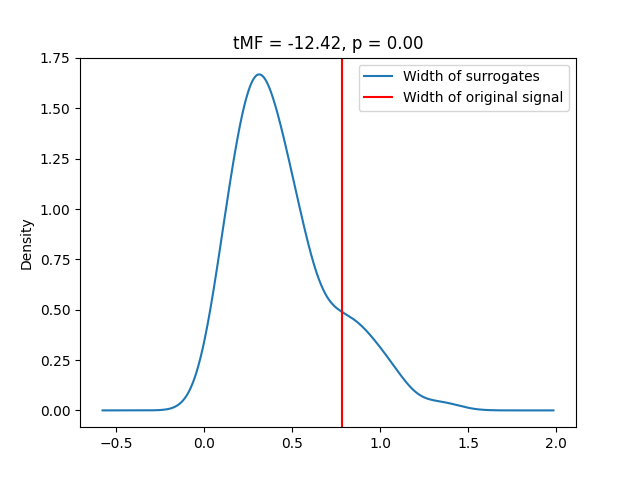 tMF = -12.42, p = 0.00
Width of surrogates
Width of original signal
Density
1.75
1.50
1.25
1.00
0.75
0.50
0.25
0.00
−0.5 0.0 0.5 1.0 1.5 2.0